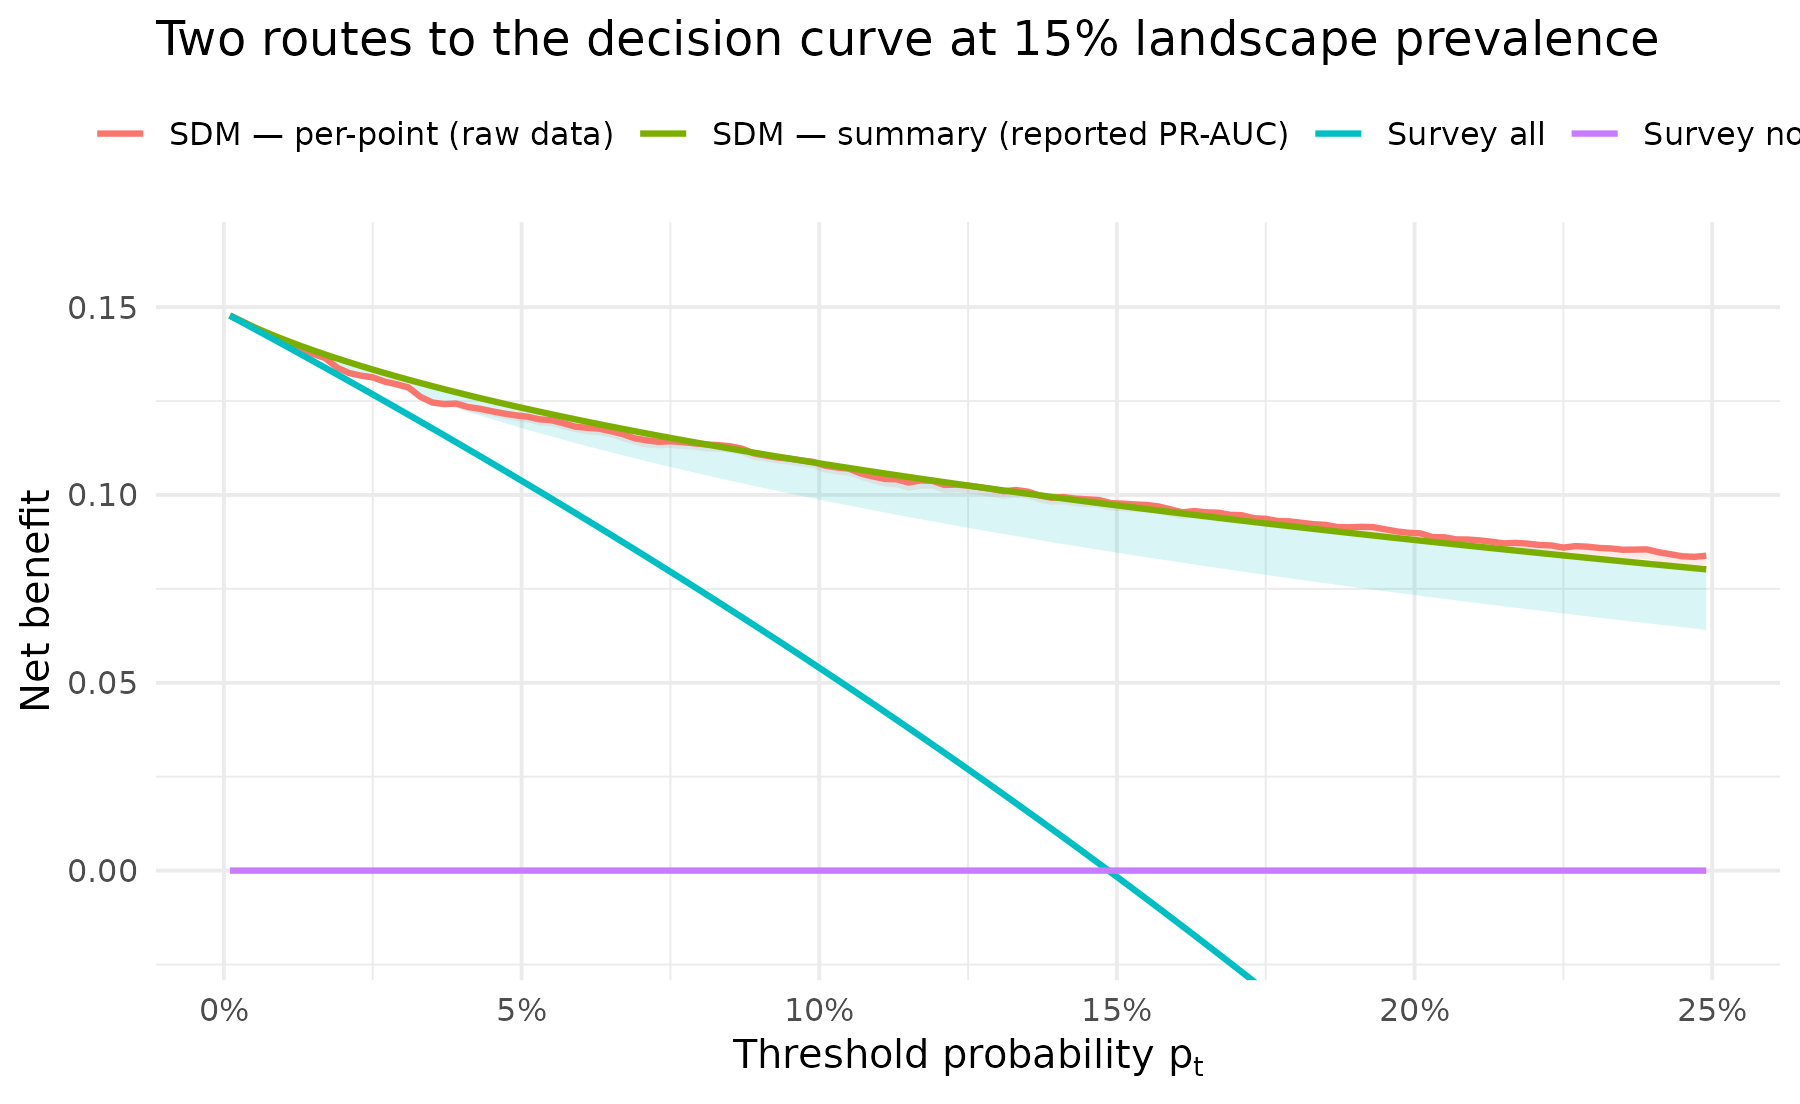 Two routes to the decision curve at 15% landscape prevalence
SDM — per-point (raw data) SDM — summary (reported PR-AUC) Survey all Survey no
Net benefit
0.15
0.10
0.05
0.00
0% 5% 10% 15% 20% 25%
Threshold probability pt